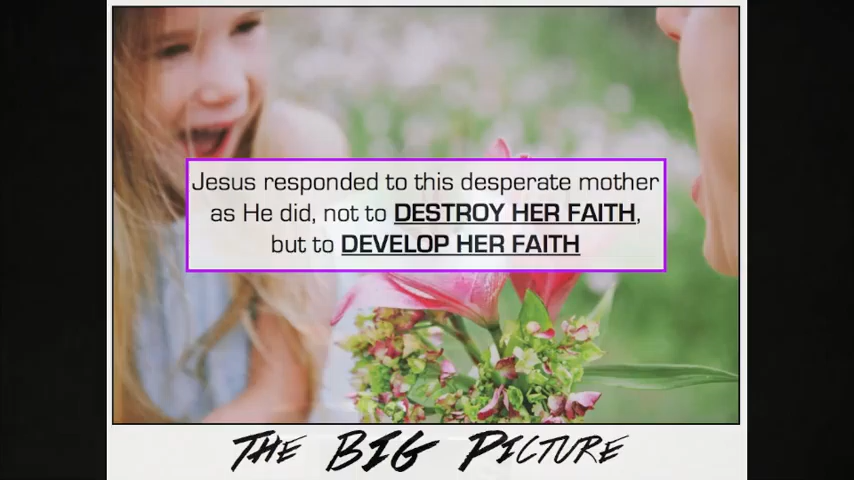 Jesus responded to this desperate mother
as He did, not to DESTROY HER FAITH,
but to DEVELOP HER FAITH
THE BIG PICTURE